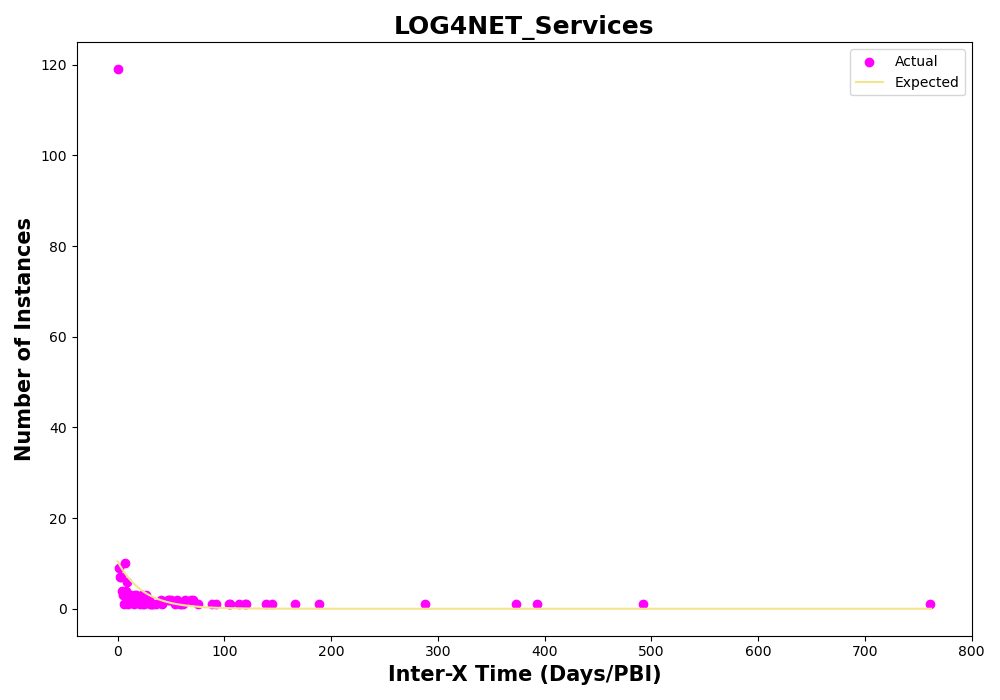 LOG4NET_Services
Actual
Expected
Number of Instances
120
100
80
60
40
20
0
0 100 200 300 400 500 600 700 800
Inter-X Time (Days/PBI)